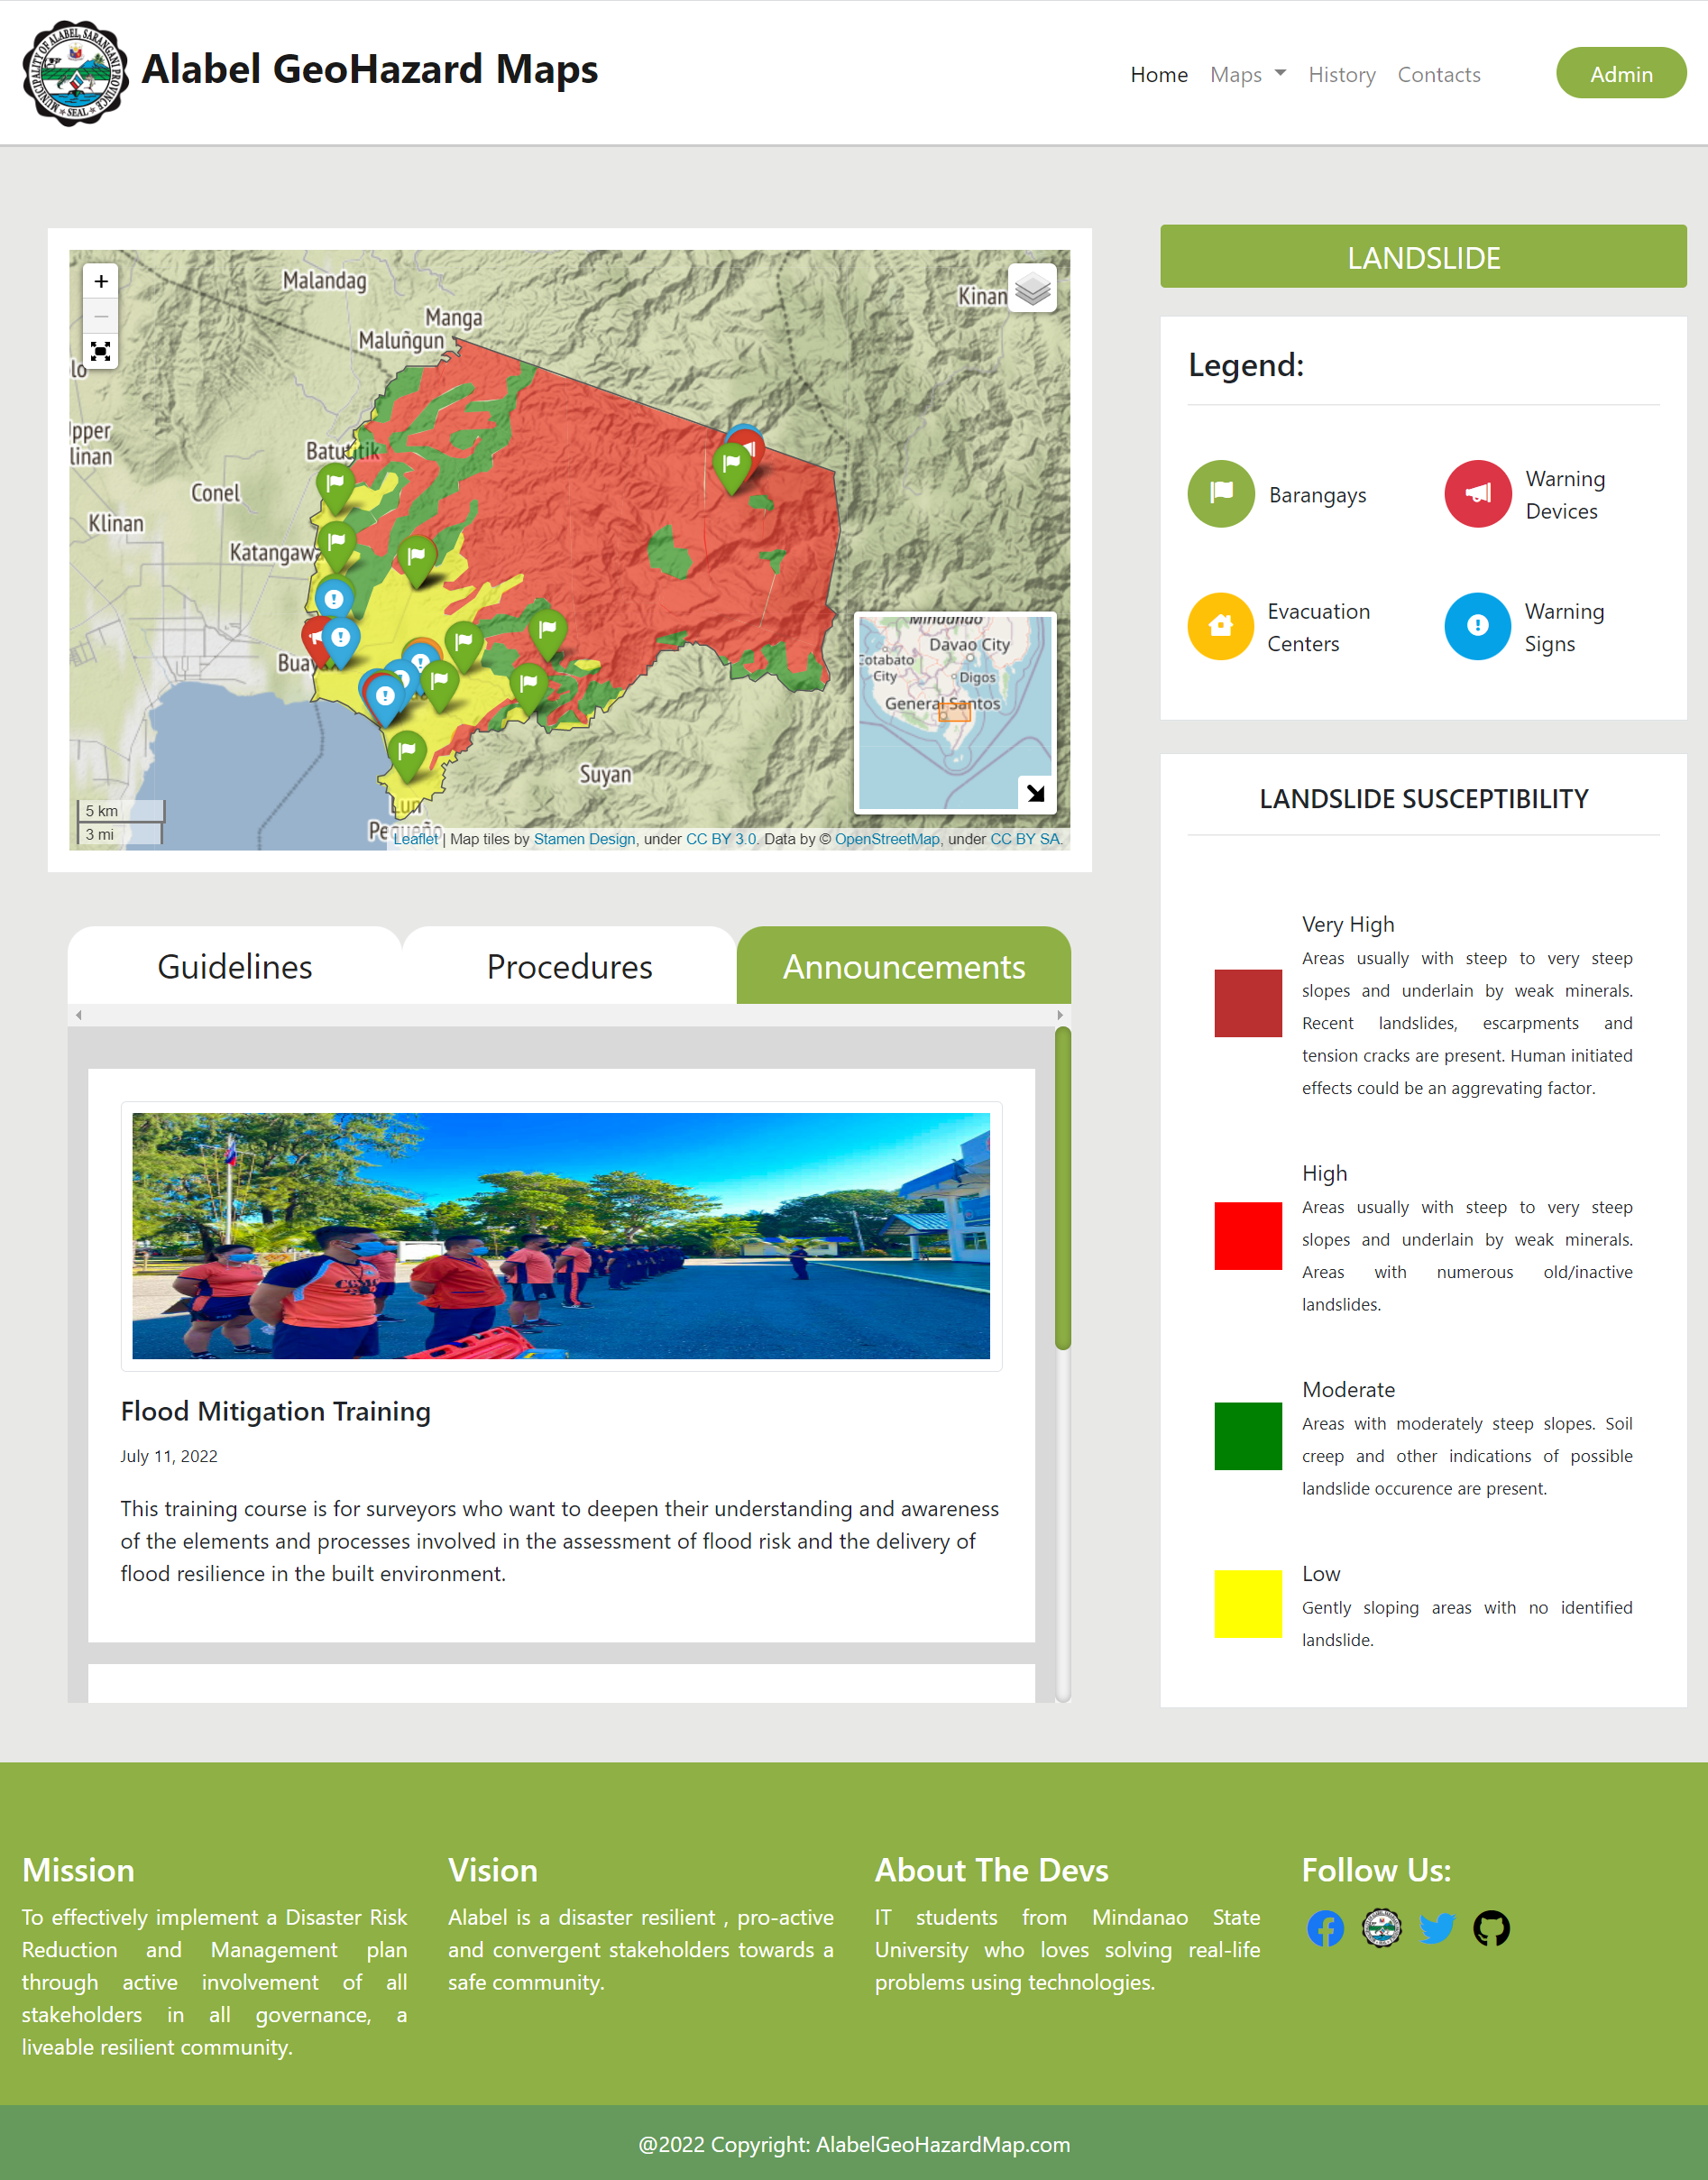 Alabel GeoHazard Maps
Home Maps History Contacts Admin
LANDSLIDE
Malandag
Manga
Maluñgun
Kinan
lo
pper
linan
Batutik
Conel
Klinan
Katangaw
Buay
Suyan
Lun
Pequeño
Mindanao
Davao City
Cotabato
City
Digos
General Santos
+
−
5 km
3 mi
Leaflet | Map tiles by Stamen Design, under CC BY 3.0. Data by © OpenStreetMap, under CC BY SA.
Legend:
Barangays
Warning
Devices
Evacuation
Centers
Warning
Signs
LANDSLIDE SUSCEPTIBILITY
Very High
Areas usually with steep to very steep
slopes and underlain by weak minerals.
Recent landslides, escarpments and
tension cracks are present. Human initiated
effects could be an aggrevating factor.
High
Areas usually with steep to very steep
slopes and underlain by weak minerals.
Areas with numerous old/inactive
landslides.
Moderate
Areas with moderately steep slopes. Soil
creep and other indications of possible
landslide occurence are present.
Low
Gently sloping areas with no identified
landslide.
Guidelines Procedures Announcements
Flood Mitigation Training
July 11, 2022
This training course is for surveyors who want to deepen their understanding and awareness
of the elements and processes involved in the assessment of flood risk and the delivery of
flood resilience in the built environment.
Mission
To effectively implement a Disaster Risk
Reduction and Management plan
through active involvement of all
stakeholders in all governance, a
liveable resilient community.
Vision
Alabel is a disaster resilient , pro-active
and convergent stakeholders towards a
safe community.
About The Devs
IT students from Mindanao State
University who loves solving real-life
problems using technologies.
Follow Us:
@2022 Copyright: AlabelGeoHazardMap.com
MUNICIPALITY OF ALABEL, SARANGANI PROVINCE
SEAL